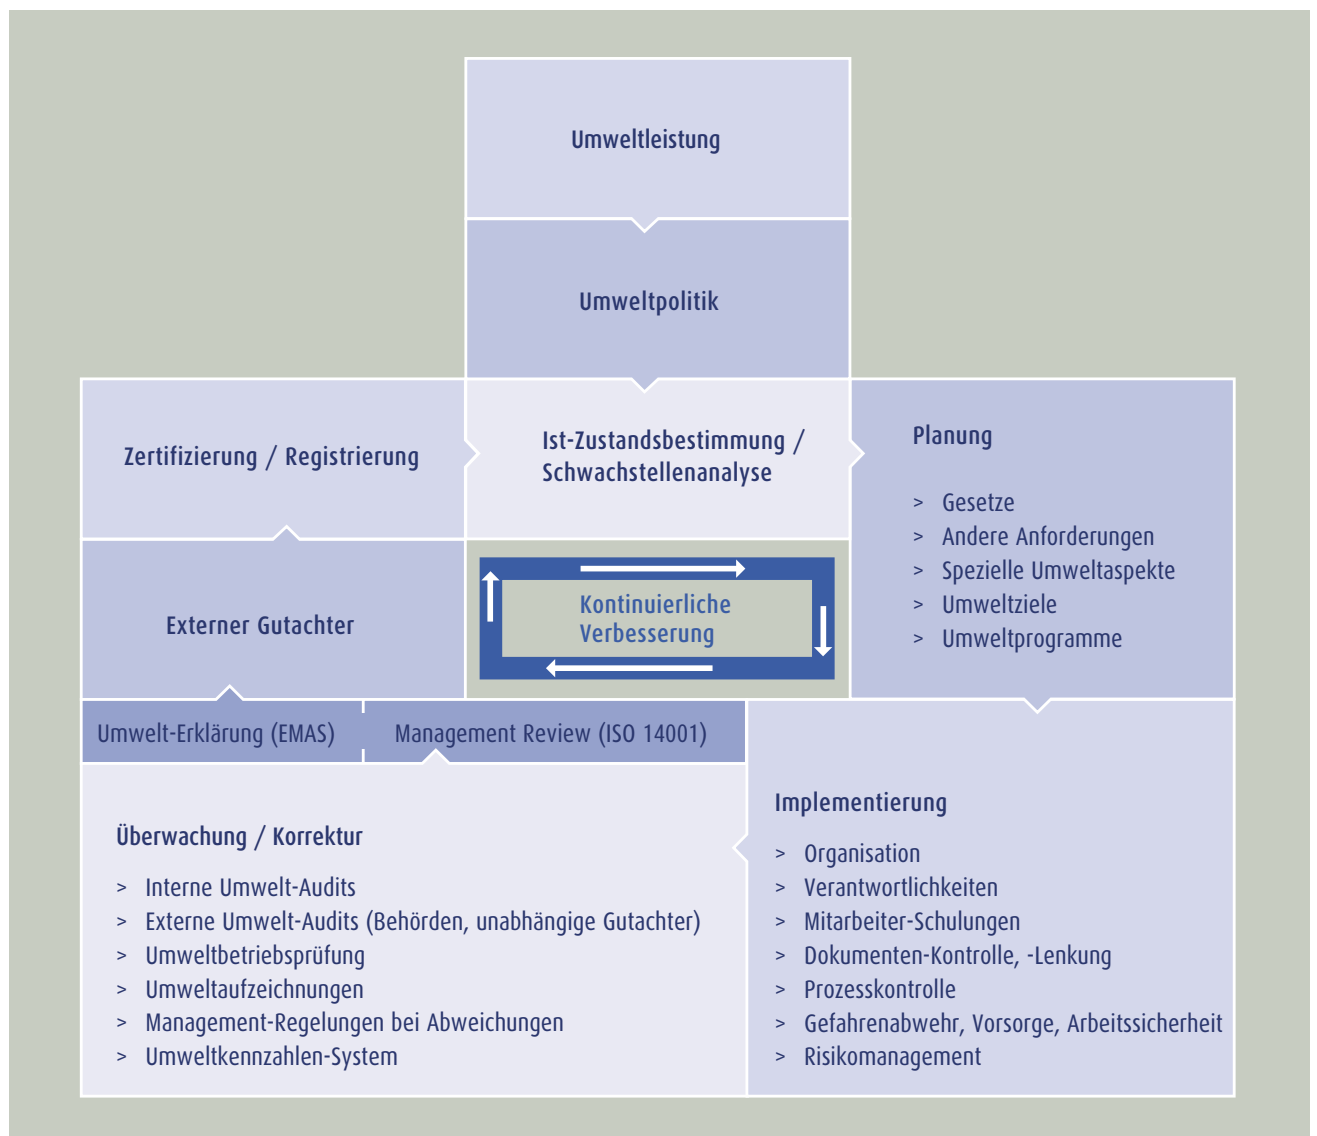 Umweltleistung
Umweltpolitik
Zertifizierung / Registrierung
Ist-Zustandsbestimmung /
Schwachstellenanalyse
Planung
> Gesetze
> Andere Anforderungen
> Spezielle Umweltaspekte
> Umweltziele
> Umweltprogramme
Externer Gutachter
Kontinuierliche
Verbesserung
Umwelt-Erklärung (EMAS)
Management Review (ISO 14001)
Überwachung / Korrektur
> Interne Umwelt-Audits
> Externe Umwelt-Audits (Behörden, unabhängige Gutachter)
> Umweltbetriebsprüfung
> Umweltaufzeichnungen
> Management-Regelungen bei Abweichungen
> Umweltkennzahlen-System
Implementierung
> Organisation
> Verantwortlichkeiten
> Mitarbeiter-Schulungen
> Dokumenten-Kontrolle, -Lenkung
> Prozesskontrolle
> Gefahrenabwehr, Vorsorge, Arbeitssicherheit
> Risikomanagement